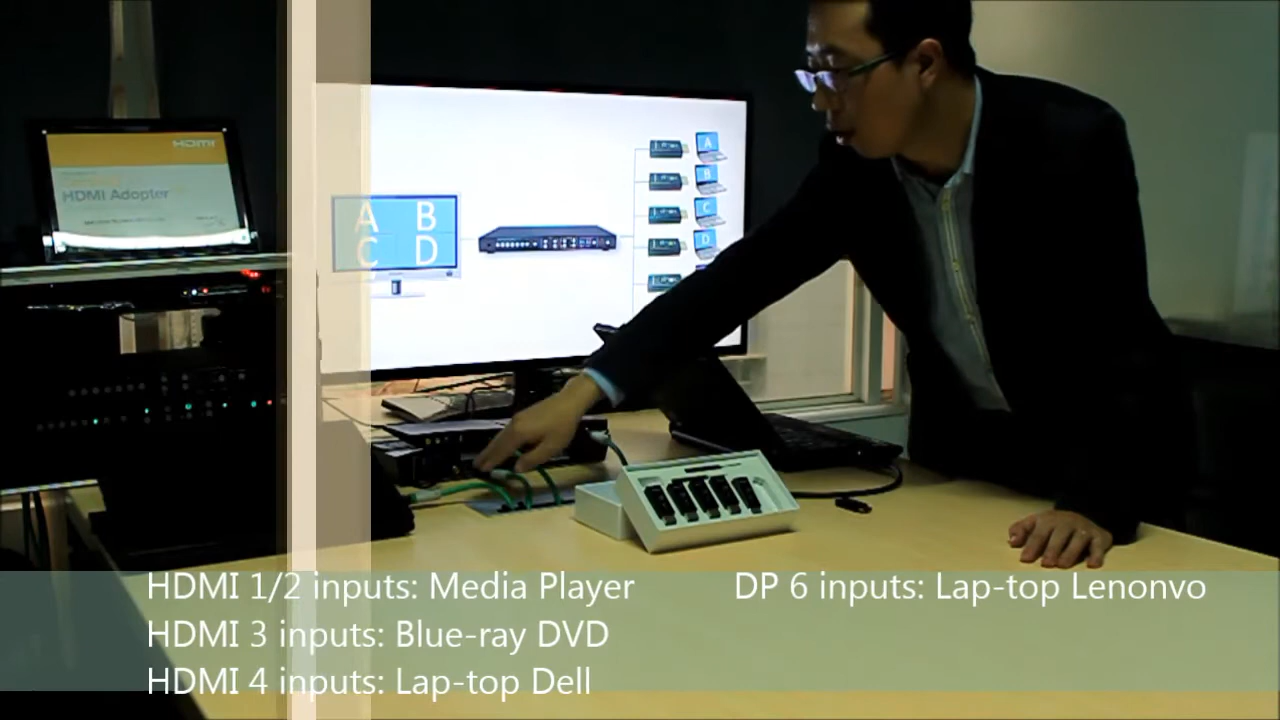 HDMI
HDMI Adopter
A B
C D
A
B
C
D
HDMI 1/2 inputs: Media Player
DP 6 inputs: Lap-top Lenonvo
HDMI 3 inputs: Blue-ray DVD
HDMI 4 inputs: Lap-top Dell